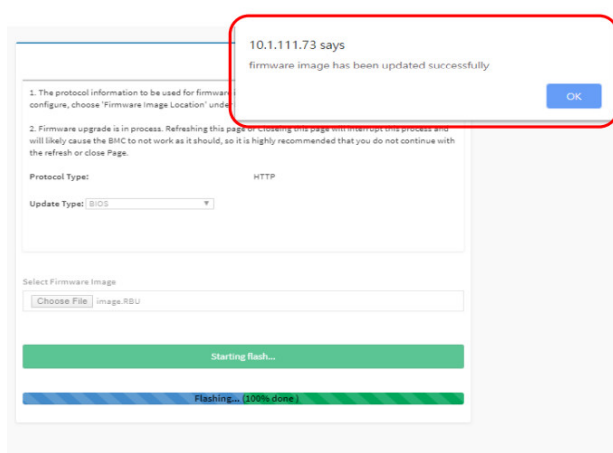 10.1.111.73 says
firmware image has been updated successfully
OK
1. The protocol information to be used for firmware
configure, choose 'Firmware Image Location' under
2. Firmware upgrade is in process. Refreshing this page or Closeing this page will interrupt this process and
will likely cause the BMC to not work as it should, so it is highly recommended that you do not continue with
the refresh or close Page.
Protocol Type: HTTP
Update Type: BIOS
Select Firmware Image
Choose File image.RBU
Starting flash...
Flashing... (100% done )